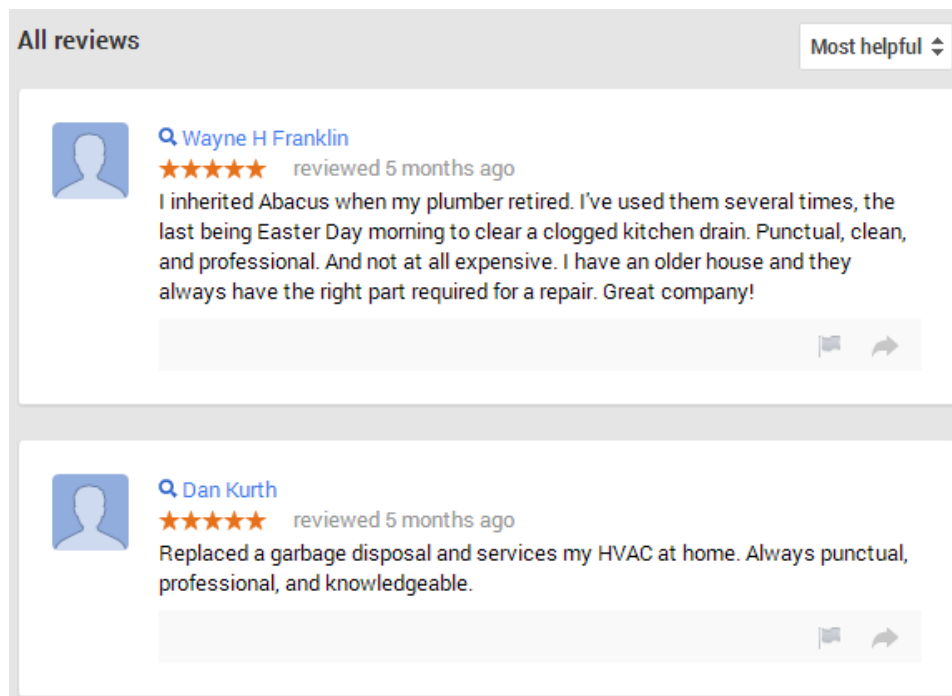 All reviews
Most helpful
Wayne H Franklin
reviewed 5 months ago
I inherited Abacus when my plumber retired. I've used them several times, the
last being Easter Day morning to clear a clogged kitchen drain. Punctual, clean,
and professional. And not at all expensive. I have an older house and they
always have the right part required for a repair. Great company!
Dan Kurth
reviewed 5 months ago
Replaced a garbage disposal and services my HVAC at home. Always punctual,
professional, and knowledgeable.